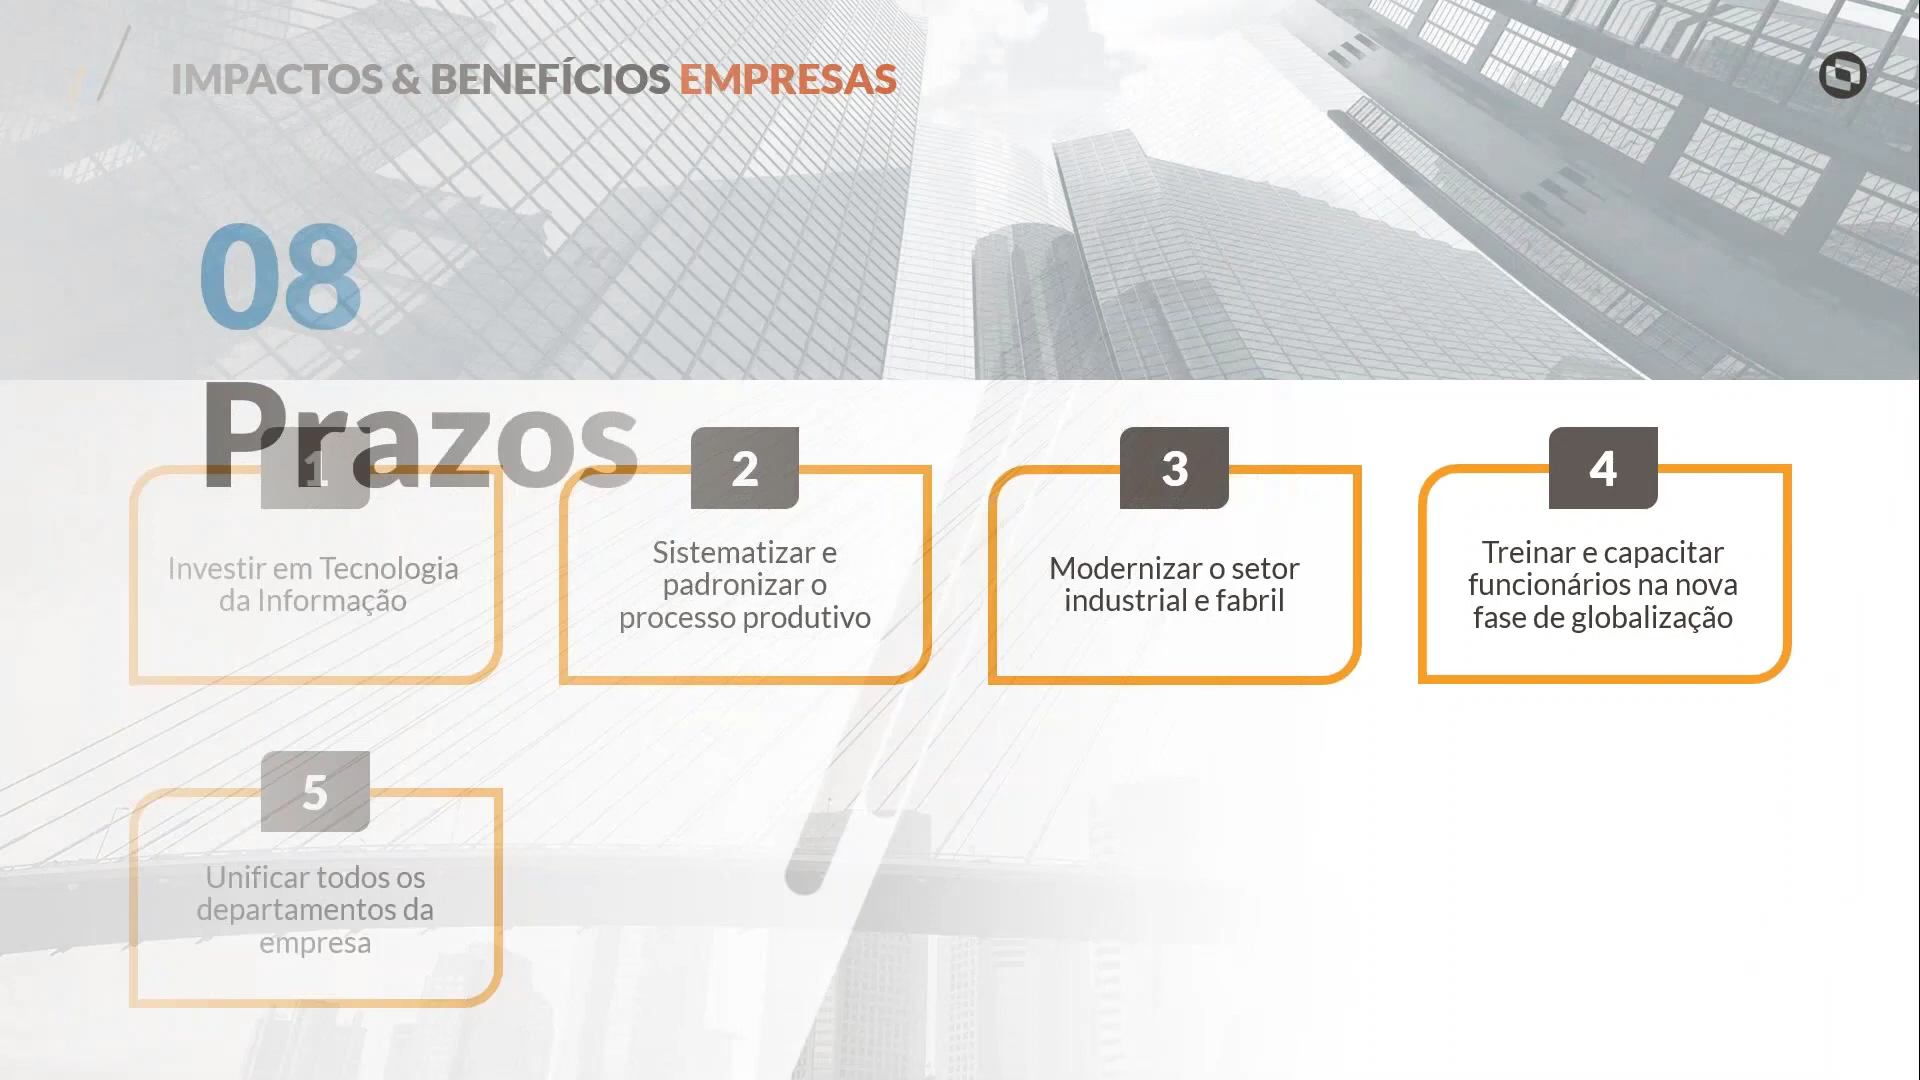 IMPACTOS & BENEFÍCIOS EMPRESAS
08
Prazos
1
Investir em Tecnologia
da Informação
2
Sistematizar e
padronizar o
processo produtivo
3
Modernizar o setor
industrial e fabril
4
Treinar e capacitar
funcionários na nova
fase de globalização
5
Unificar todos os
departamentos da
empresa